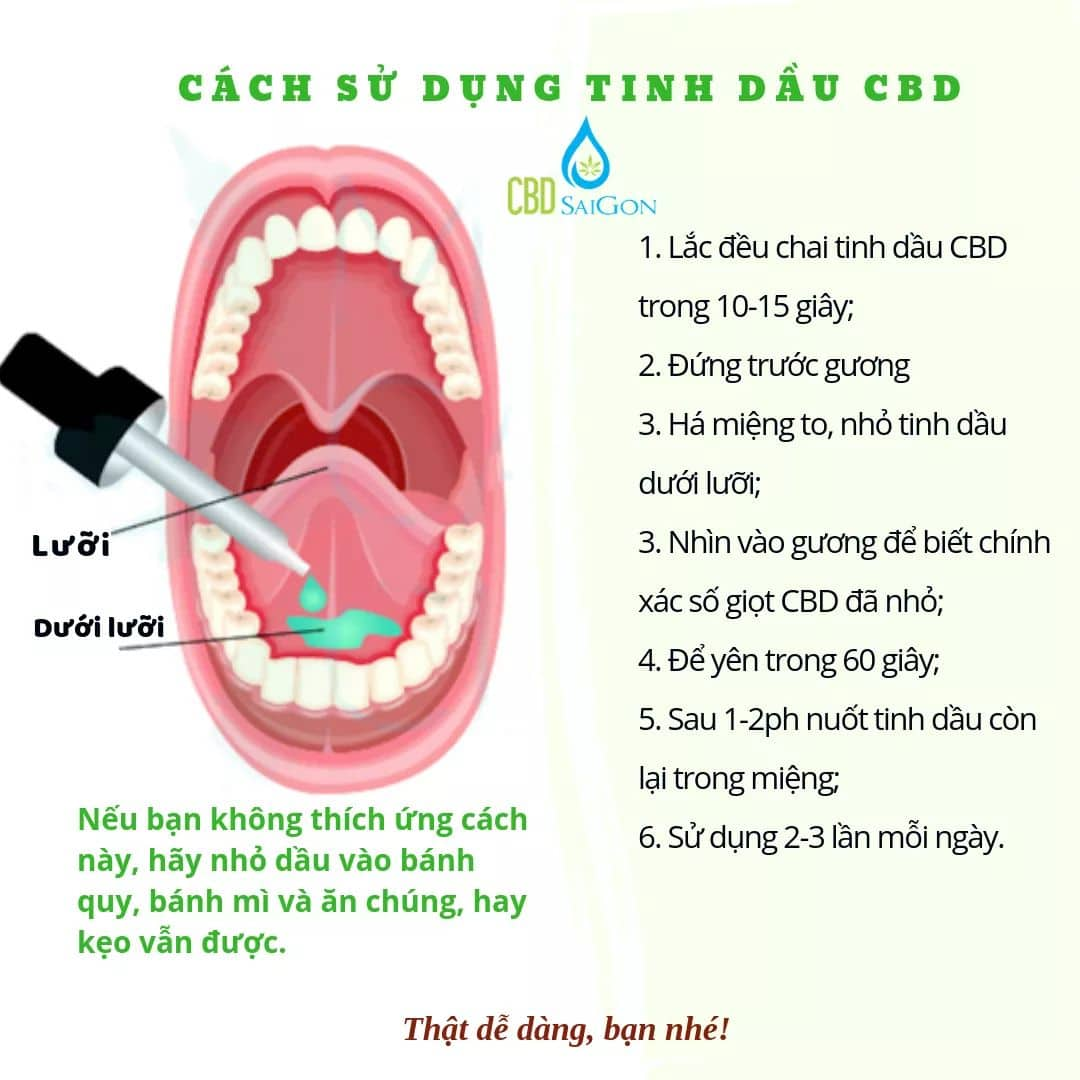 CÁCH SỬ DỤNG TINH DẦU CBD
CBD SAIGON
1. Lắc đều chai tinh dầu CBD
trong 10-15 giây;
2. Đứng trước gương
3. Há miệng to, nhỏ tinh dầu
dưới lưỡi;
3. Nhìn vào gương để biết chính
xác số giọt CBD đã nhỏ;
4. Để yên trong 60 giây;
5. Sau 1-2ph nuốt tinh dầu còn
lại trong miệng;
6. Sử dụng 2-3 lần mỗi ngày.
Lưỡi
Dưới lưỡi
Nếu bạn không thích ứng cách
này, hãy nhỏ dầu vào bánh
quy, bánh mì và ăn chúng, hay
kẹo vẫn được.
Thật dễ dàng, bạn nhé!